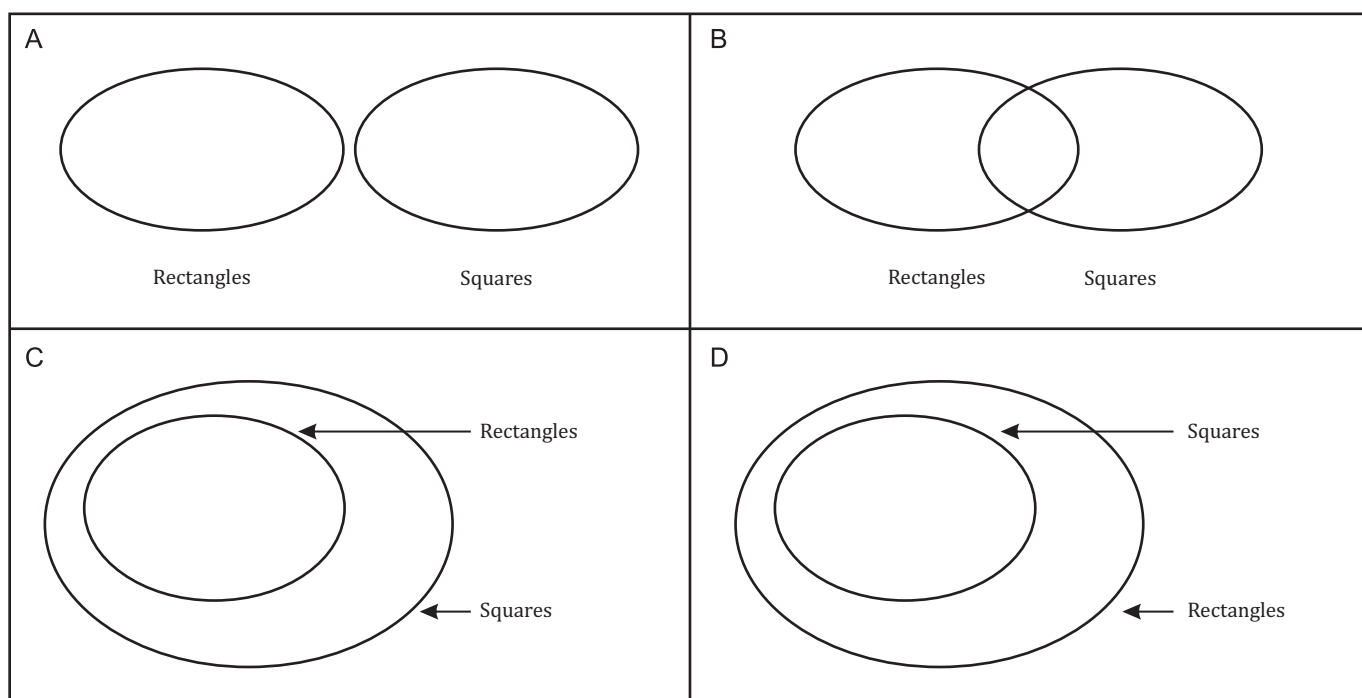 A
Rectangles Squares
B
Rectangles Squares
C
Rectangles
Squares
D
Squares
Rectangles